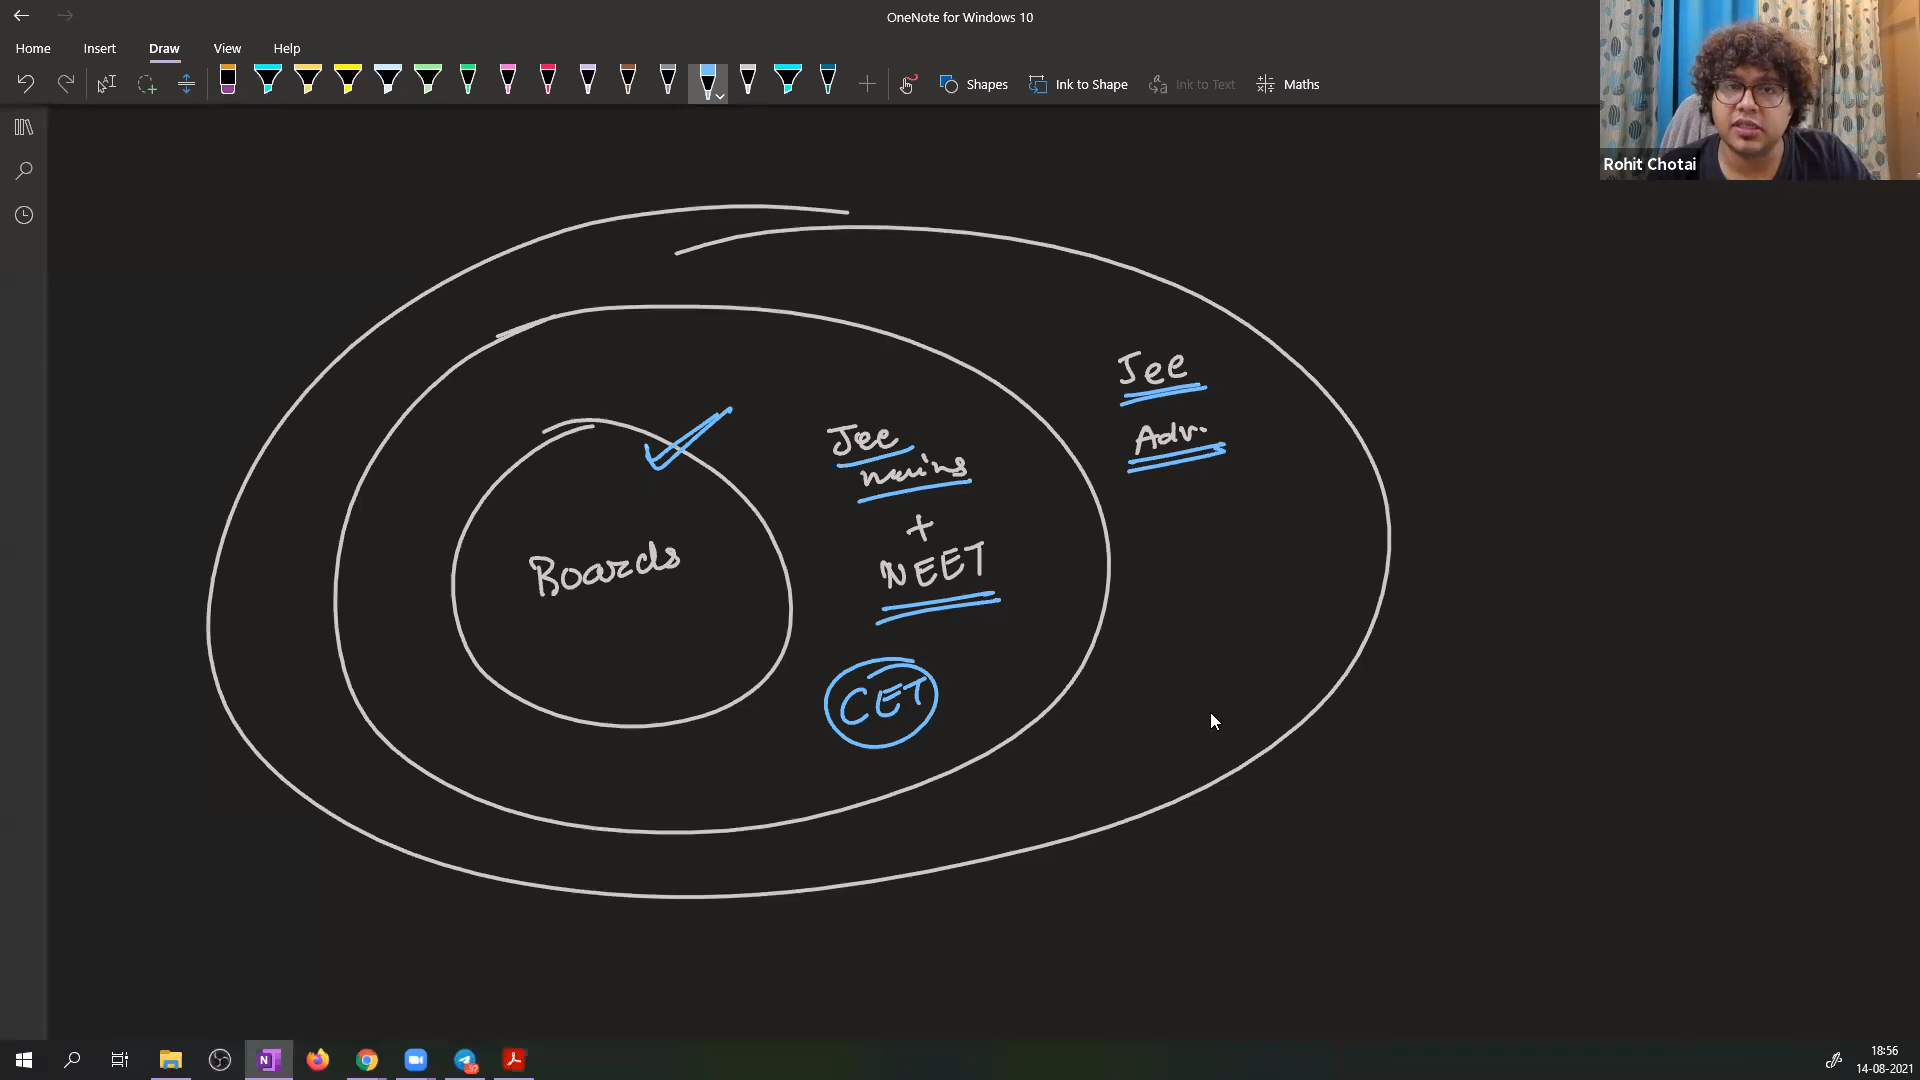 OneNote for Windows 10
Home Insert Draw View Help
Shapes Ink to Shape Ink to Text Maths
Rohit Chotai
Jee
Adv.
Jee
mains
+
NEET
Boards
CET
97
18:56
14-08-2021